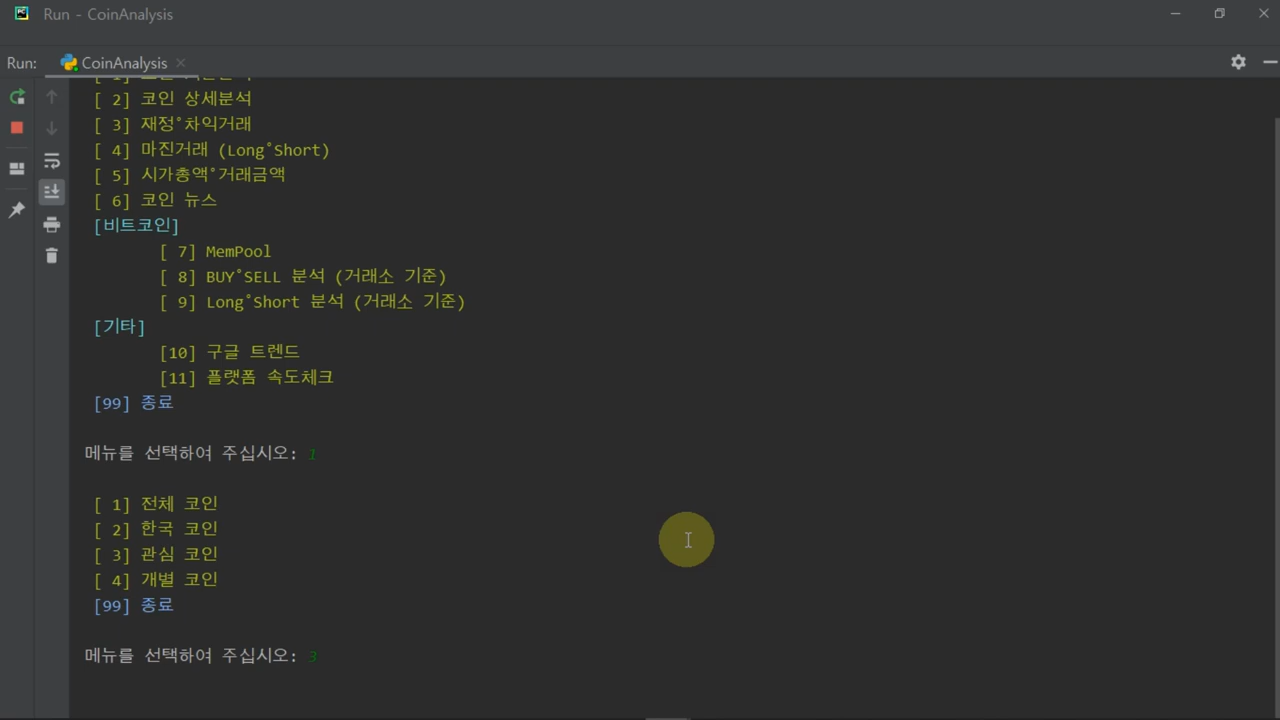 Run - CoinAnalysis
Run: CoinAnalysis
[ 2] 코인 상세분석
[ 3] 재정˚차익거래
[ 4] 마진거래 (Long˚Short)
[ 5] 시가총액˚거래금액
[ 6] 코인 뉴스
[비트코인]
[ 7] MemPool
[ 8] BUY˚SELL 분석 (거래소 기준)
[ 9] Long˚Short 분석 (거래소 기준)
[기타]
[10] 구글 트렌드
[11] 플랫폼 속도체크
[99] 종료
메뉴를 선택하여 주십시오: 1
[ 1] 전체 코인
[ 2] 한국 코인
[ 3] 관심 코인
[ 4] 개별 코인
[99] 종료
메뉴를 선택하여 주십시오: 3